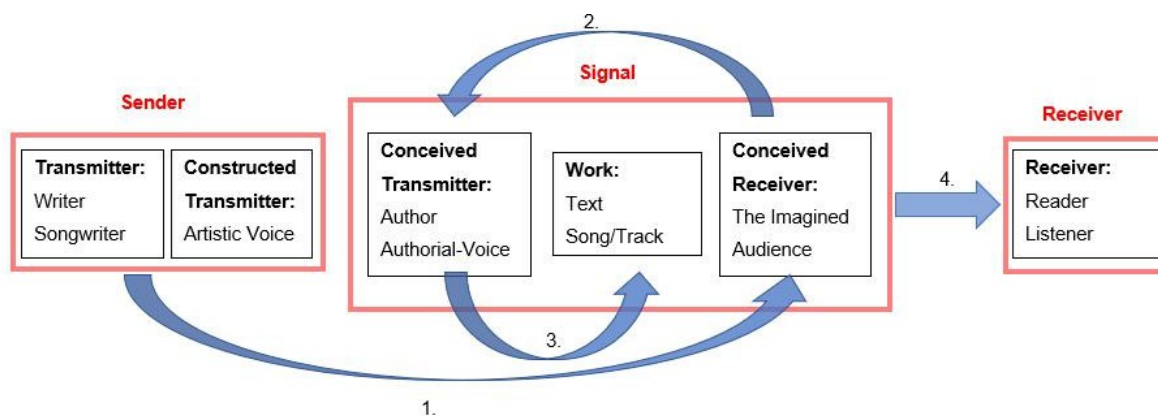 2.
Signal
Sender
Receiver
Transmitter:
Writer
Songwriter
Constructed
Transmitter:
Artistic Voice
Conceived
Transmitter:
Author
Authorial-Voice
Work:
Text
Song/Track
Conceived
Receiver:
The Imagined
Audience
4.
Receiver:
Reader
Listener
3.
1.